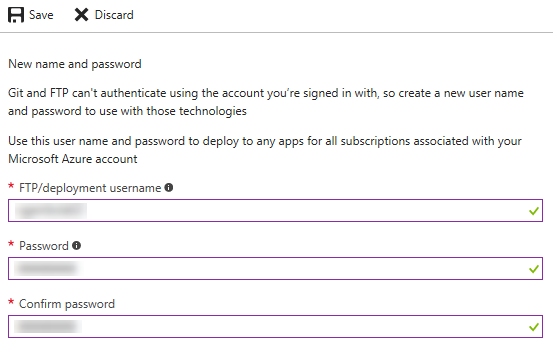 Save Discard
New name and password
Git and FTP can't authenticate using the account you're signed in with, so create a new user name
and password to use with those technologies
Use this user name and password to deploy to any apps for all subscriptions associated with your
Microsoft Azure account
* FTP/deployment username
* Password
* Confirm password